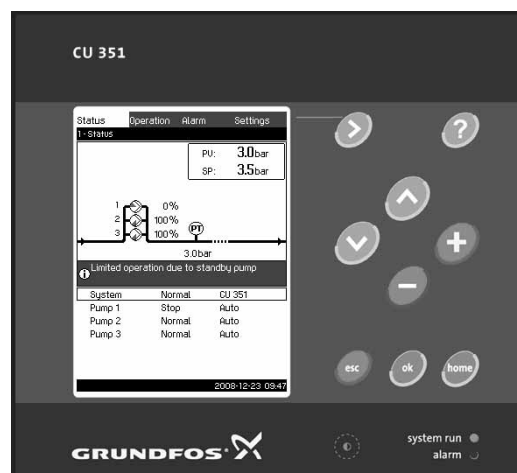 CU 351
Status Operation Alarm Settings
1 - Status
PU: 3.0bar
SP: 3.5bar
1 0%
2 100%
3 100%
PT
3.0bar
Limited operation due to standby pump
System Normal CU 351
Pump 1 Stop Auto
Pump 2 Normal Auto
Pump 3 Normal Auto
2008-12-23 09:47
> ?
+
-
esc ok home
GRUNDFOS
system run
alarm